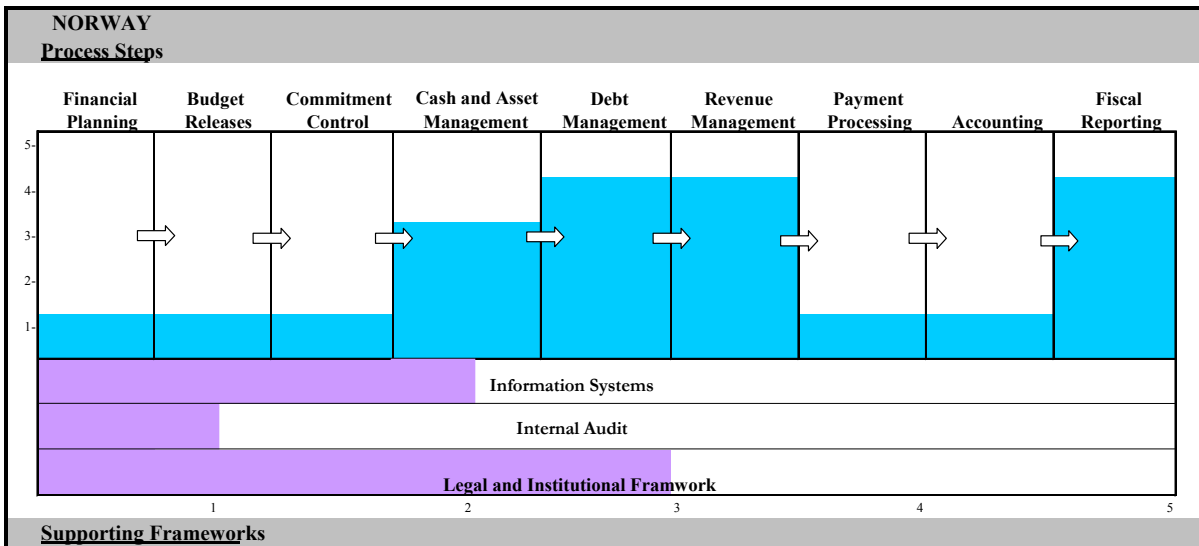 NORWAY
Process Steps
Financial Budget Commitment Cash and Asset Debt Revenue Payment Fiscal
Planning Releases Control Management Management Management Processing Accounting Reporting
5-
4-
3-
2-
1-
Information Systems
Internal Audit
Legal and Institutional Framwork
1 2 3 4 5
Supporting Frameworks